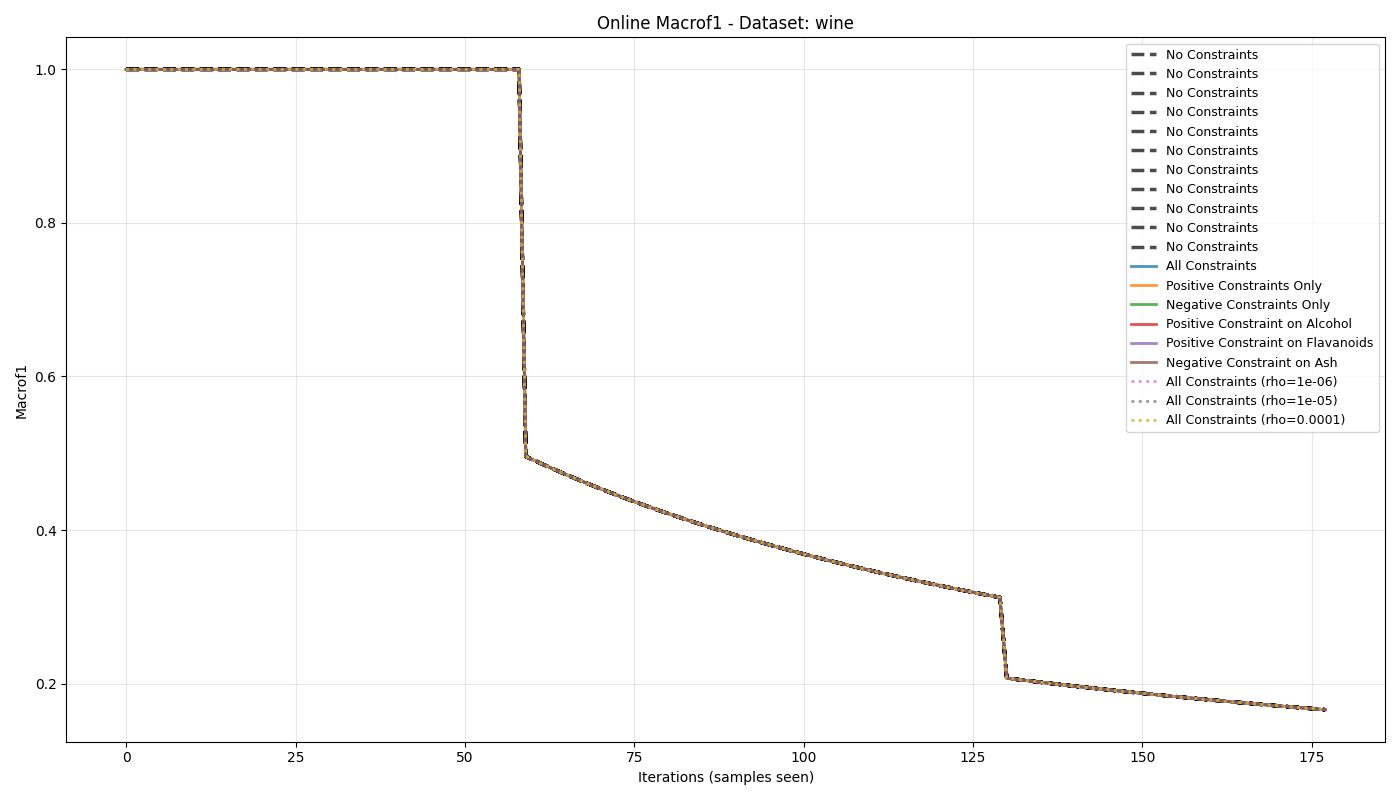 Online Macrof1 - Dataset: wine
Macrof1
1.0
0.8
0.6
0.4
0.2
No Constraints
No Constraints
No Constraints
No Constraints
No Constraints
No Constraints
No Constraints
No Constraints
No Constraints
No Constraints
No Constraints
All Constraints
Positive Constraints Only
Negative Constraints Only
Positive Constraint on Alcohol
Positive Constraint on Flavanoids
Negative Constraint on Ash
All Constraints (rho=1e-06)
All Constraints (rho=1e-05)
All Constraints (rho=0.0001)
0 25 50 75 100 125 150 175
Iterations (samples seen)